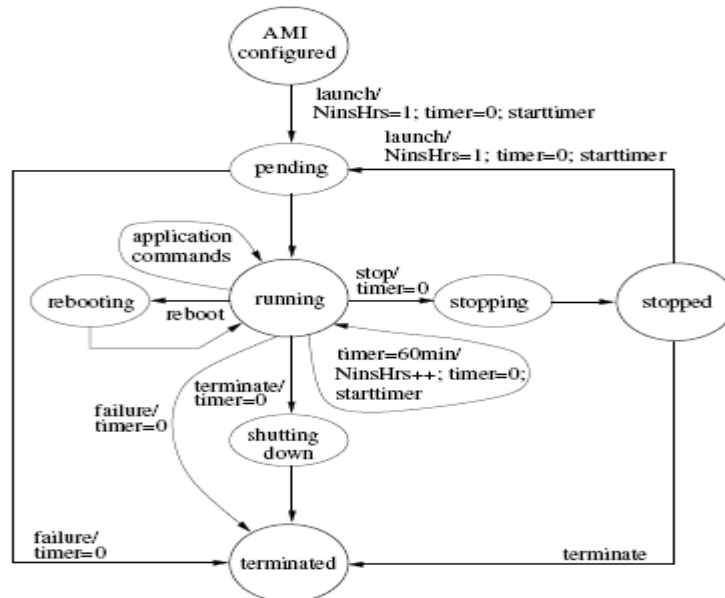 AMI
configured
launch/
NinsHrs=1; timer=0; starttimer
launch/
NinsHrs=1; timer=0; starttimer
pending
application
commands
rebooting
reboot
running
stop/
timer=0
stopping
stopped
timer=60min/
NinsHrs++; timer=0;
starttimer
terminate/
timer=0
failure/
timer=0
shutting
down
failure/
timer=0
terminated
terminate